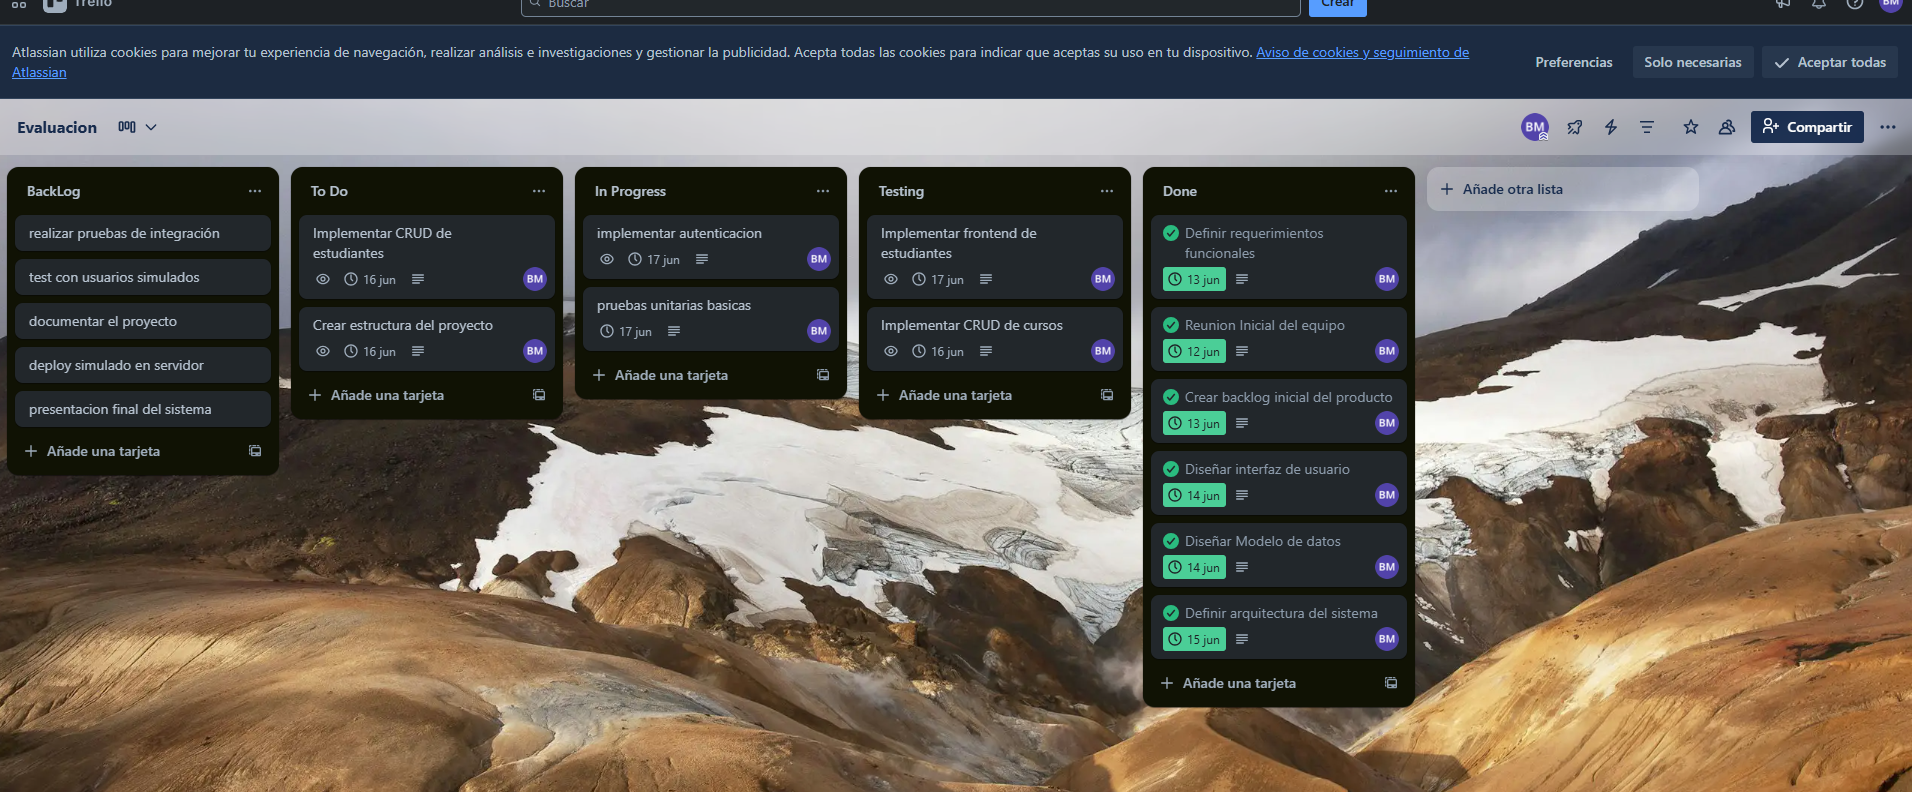 Trello
Buscar
Crear
BM
Atlassian utiliza cookies para mejorar tu experiencia de navegación, realizar análisis e investigaciones y gestionar la publicidad. Acepta todas las cookies para indicar que aceptas su uso en tu dispositivo. Aviso de cookies y seguimiento de
Atlassian
Preferencias
Solo necesarias
Aceptar todas
Evaluacion
BM
Compartir
BackLog
realizar pruebas de integración
test con usuarios simulados
documentar el proyecto
deploy simulado en servidor
presentacion final del sistema
Añade una tarjeta
To Do
Implementar CRUD de
estudiantes
16 jun
BM
Crear estructura del proyecto
16 jun
BM
Añade una tarjeta
In Progress
implementar autenticacion
17 jun
BM
pruebas unitarias basicas
17 jun
BM
Añade una tarjeta
Testing
Implementar frontend de
estudiantes
17 jun
BM
Implementar CRUD de cursos
16 jun
BM
Añade una tarjeta
Done
Definir requerimientos
funcionales
13 jun
BM
Reunion Inicial del equipo
12 jun
BM
Crear backlog inicial del producto
13 jun
BM
Diseñar interfaz de usuario
14 jun
BM
Diseñar Modelo de datos
14 jun
BM
Definir arquitectura del sistema
15 jun
BM
Añade una tarjeta
Añade otra lista